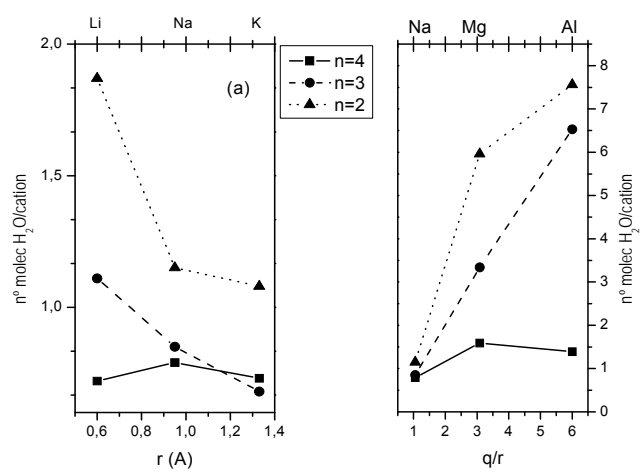 Li Na K
2,0
1,5
1,0
nº molec H2O/cation
0,6 0,8 1,0 1,2 1,4
r (A)
(a)
n=4
n=3
n=2
Na Mg Al
0 1 2 3 4 5 6 7 8
nº molec H2O/cation
0 1 2 3 4 5 6
q/r